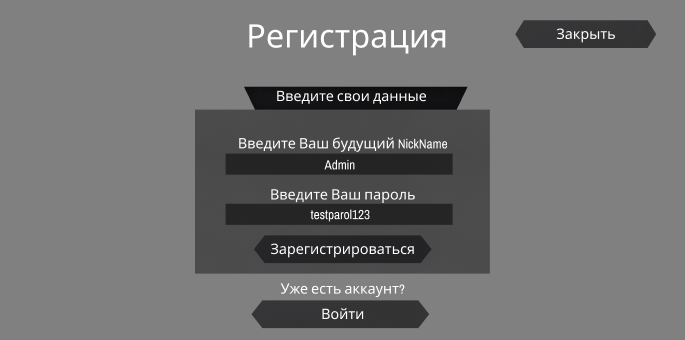 Регистрация
Закрыть
Введите свои данные
Введите Ваш будущий NickName
Admin
Введите Ваш пароль
testparol123
Зарегистрироваться
Уже есть аккаунт?
Войти